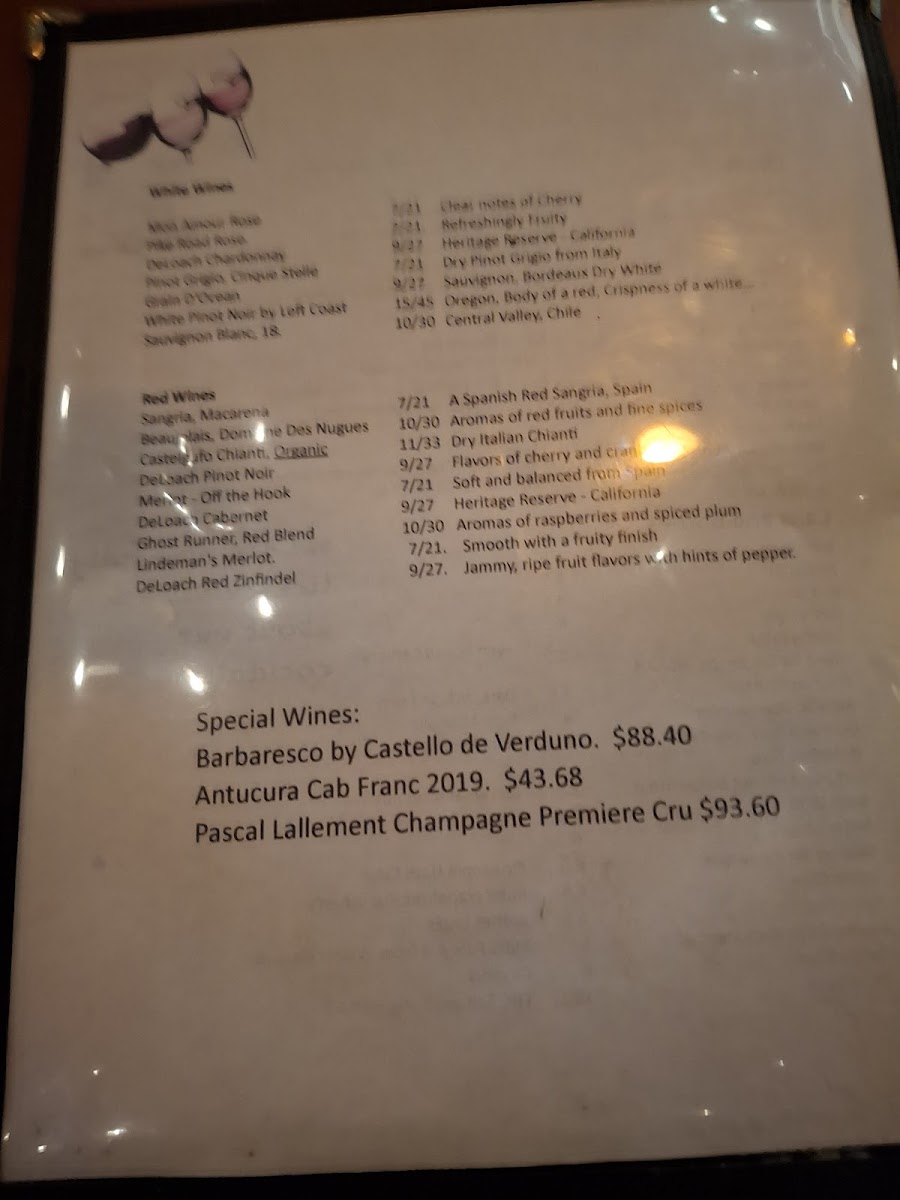 White Wines
Mon Amour Rose 7/21 Clear notes of Cherry
Pike Road Rose. 7/21 Refreshingly Fruity
DeLoach Chardonnay 9/27 Heritage Reserve - California
Pinot Grigio, Cinque Stelle 7/21 Dry Pinot Grigio from Italy
Grain D'Ocean 9/27 Sauvignon, Bordeaux Dry White
White Pinot Noir by Left Coast 15/45 Oregon, Body of a red, Crispness of a white...
Sauvignon Blanc, 18. 10/30 Central Valley, Chile
Red Wines
Sangria, Macarena 7/21 A Spanish Red Sangria, Spain
Beaujolais, Domaine Des Nugues 10/30 Aromas of red fruits and fine spices
Castelgufo Chianti, Organic 11/33 Dry Italian Chianti
DeLoach Pinot Noir 9/27 Flavors of cherry and
Merlot - Off the Hook 7/21 Soft and balanced from Spain
DeLoach Cabernet 9/27 Heritage Reserve - California
Ghost Runner, Red Blend 10/30 Aromas of raspberries and spiced plum
Lindeman's Merlot. 7/21. Smooth with a fruity finish
DeLoach Red Zinfindel 9/27. Jammy, ripe fruit flavors with hints of pepper.
Special Wines:
Barbaresco by Castello de Verduno. $88.40
Antucura Cab Franc 2019. $43.68
Pascal Lallement Champagne Premiere Cru $93.60